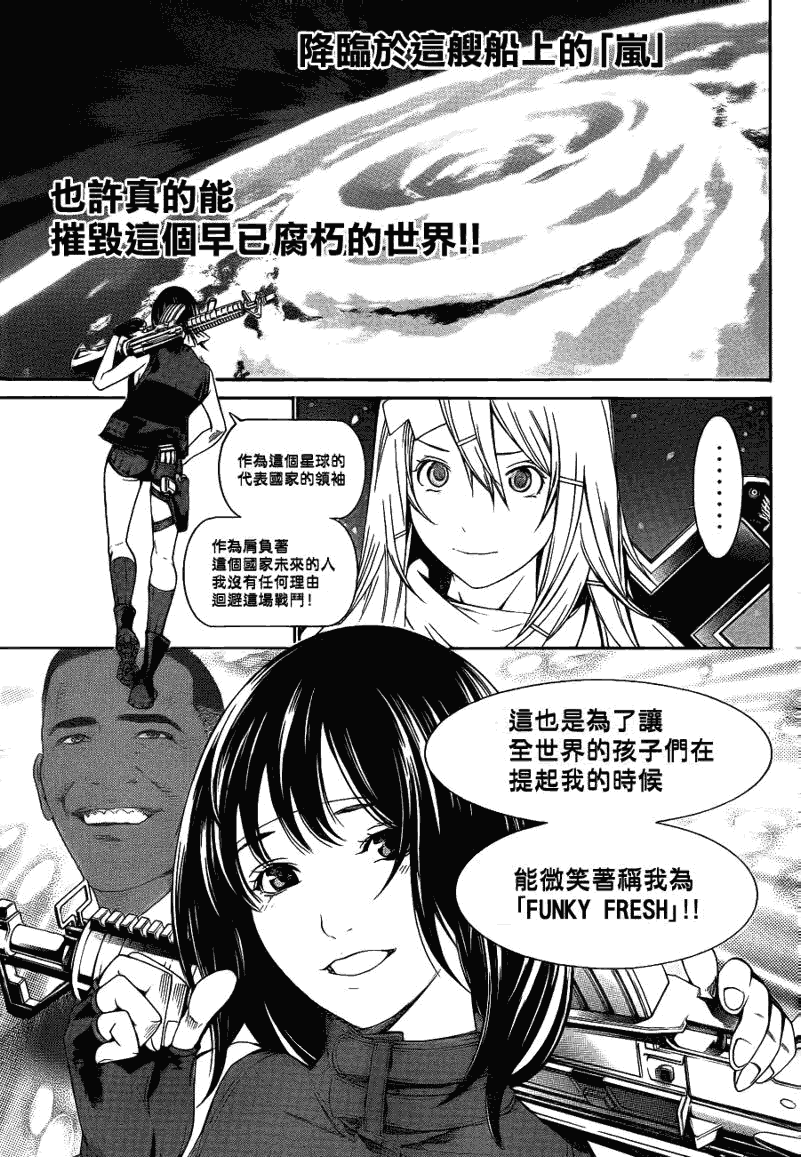 降臨於這艘船上的「嵐」
也許真的能
摧毀這個早已腐朽的世界!!
‥‥‥‥
作為這個星球的
代表國家的領袖
作為肩負著
這個國家未來的人
我沒有任何理由
迴避這場戰鬥!
這也是為了讓
全世界的孩子們在
提起我的時候
能微笑著稱我為
「FUNKY FRESH」!!